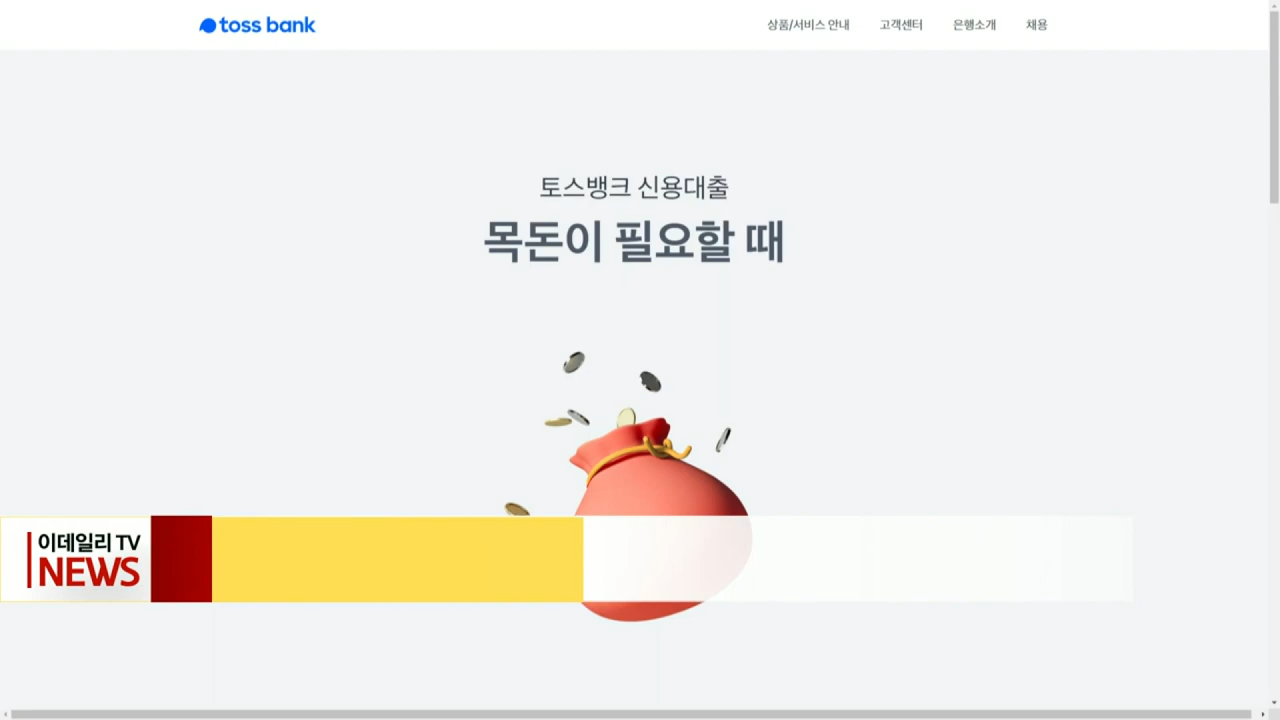 toss bank
상품/서비스 안내
고객센터
은행소개
채용
토스뱅크 신용대출
목돈이 필요할 때
이데일리 TV
NEWS